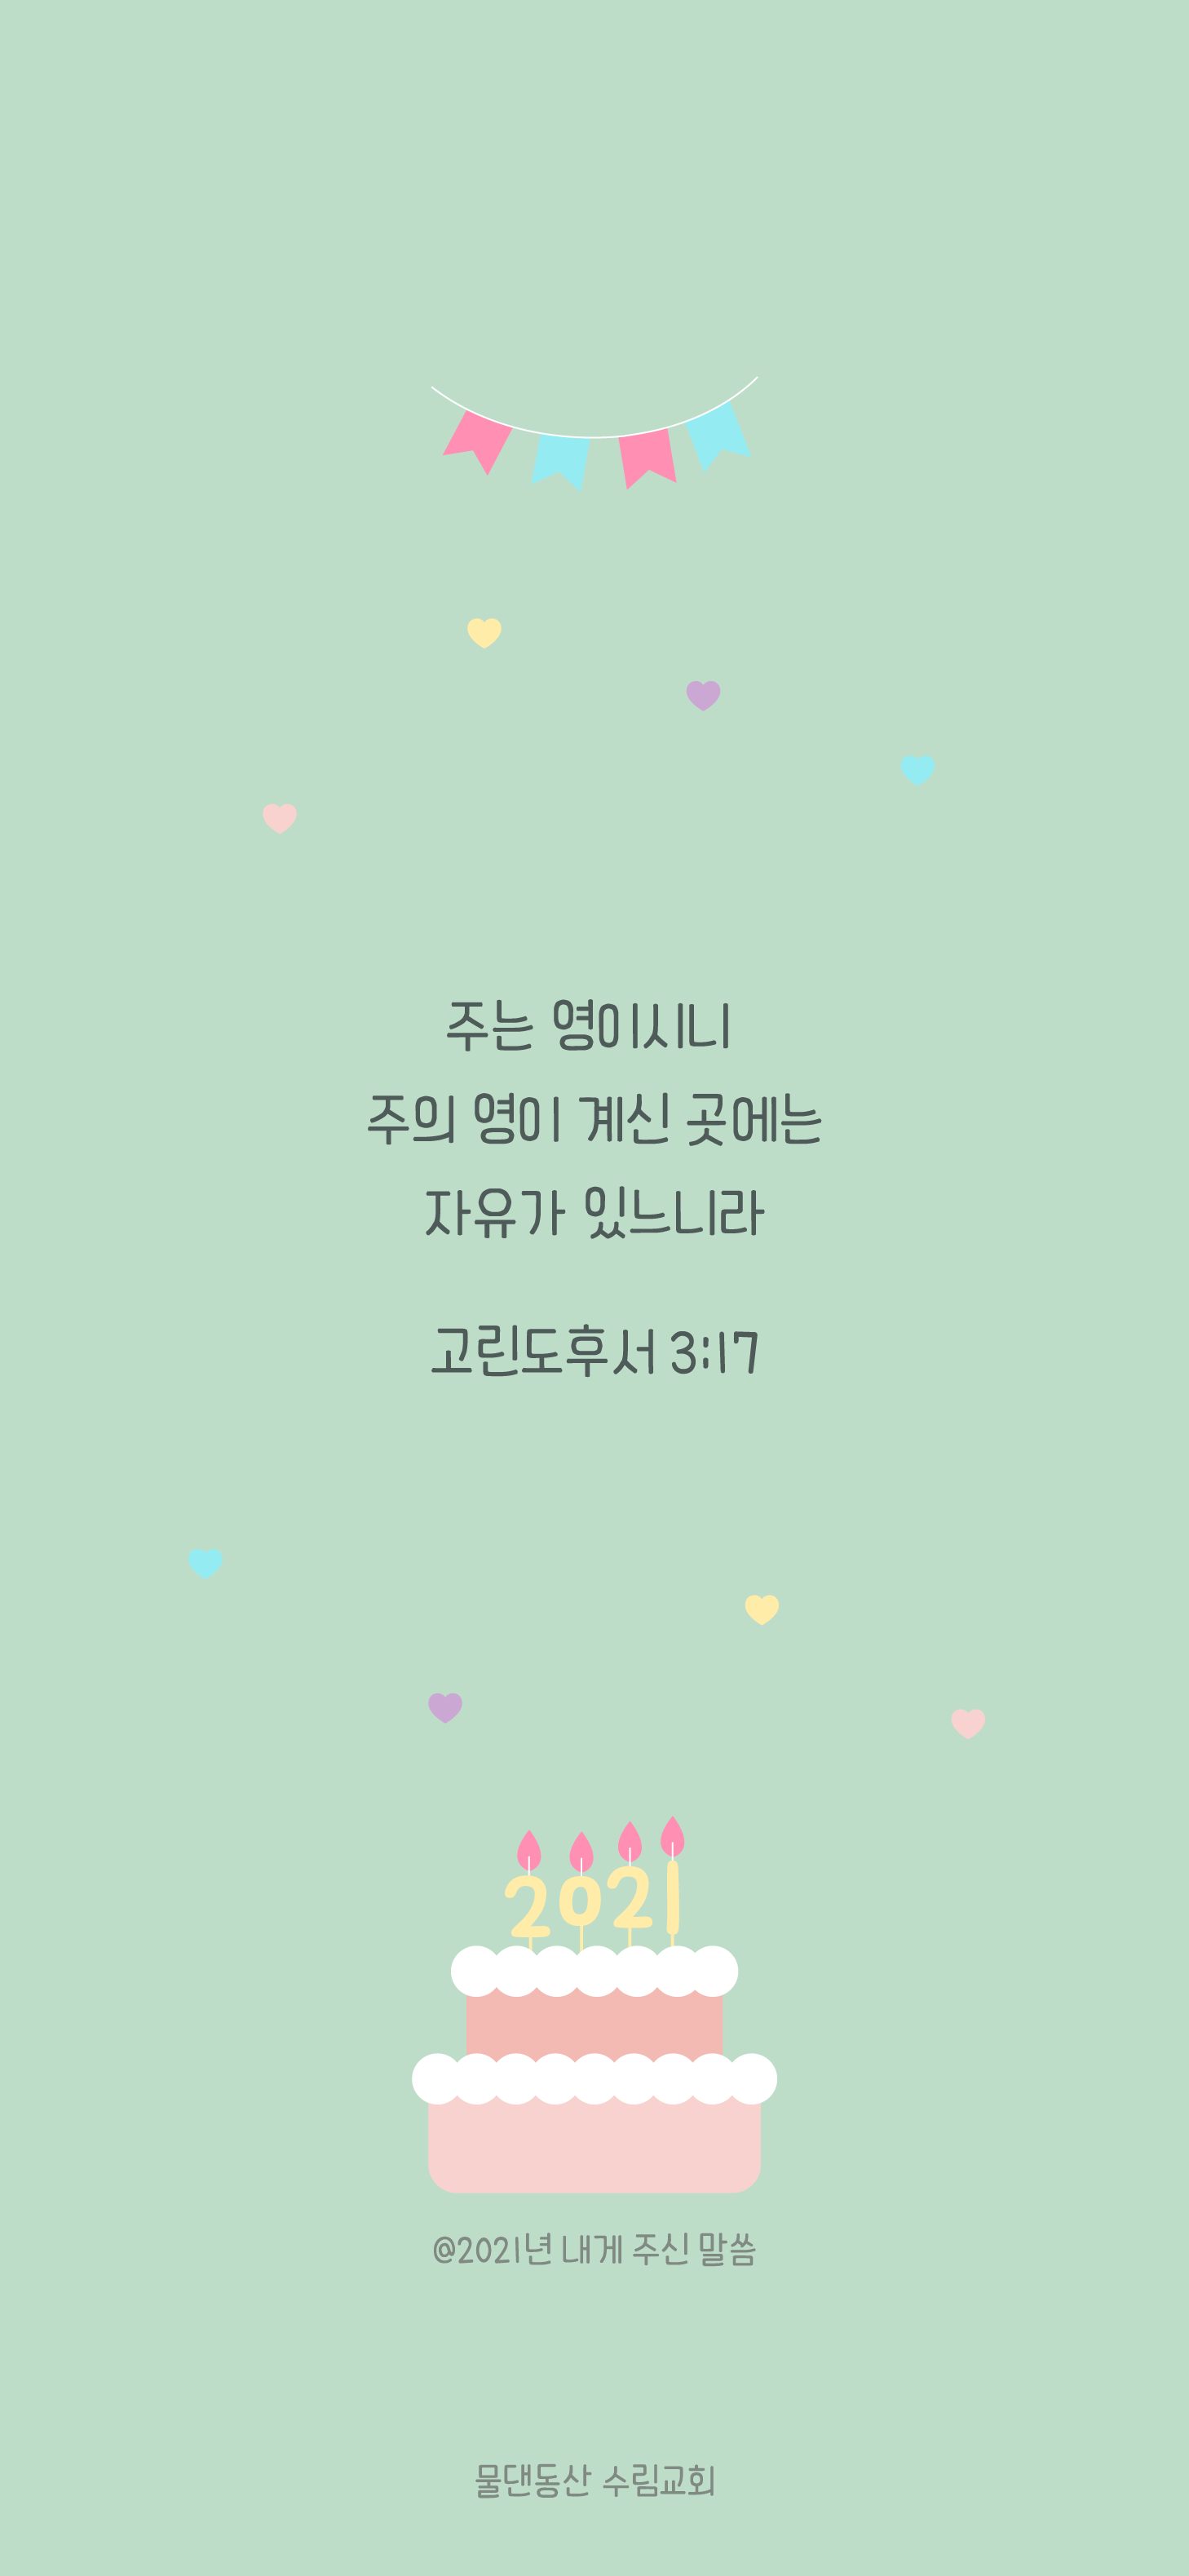 주는 영이시니
주의 영이 계신 곳에는
자유가 있느니라
고린도후서 3:17
2021
@2021년 내게 주신 말씀
물댄동산 수림교회